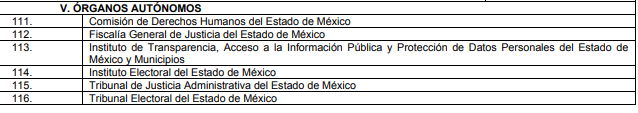 V. ÓRGANOS AUTÓNOMOS
111. Comisión de Derechos Humanos del Estado de México
112. Fiscalía General de Justicia del Estado de México
113. Instituto de Transparencia, Acceso a la Información Pública y Protección de Datos Personales del Estado de
México y Municipios
114. Instituto Electoral del Estado de México
115. Tribunal de Justicia Administrativa del Estado de México
116. Tribunal Electoral del Estado de México